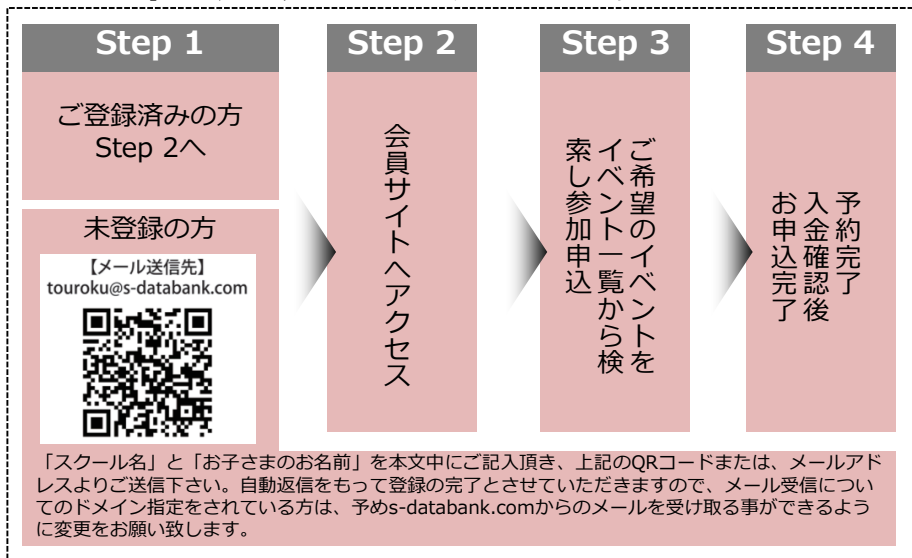 Step 1
ご登録済みの方
Step 2へ
未登録の方
【メール送信先】
touroku@s-databank.com
Step 2
会員サイトへアクセス
Step 3
ご希望のイベントを
イベント一覧から検
索し参加申込
Step 4
予約完了
入金確認後
お申込完了
「スクール名」と「お子さまのお名前」を本文中にご記入頂き、上記のQRコードまたは、メールアド
レスよりご送信下さい。自動返信をもって登録の完了とさせていただきますので、メール受信につい
てのドメイン指定をされている方は、予めs-databank.comからのメールを受け取る事ができるよう
に変更をお願い致します。